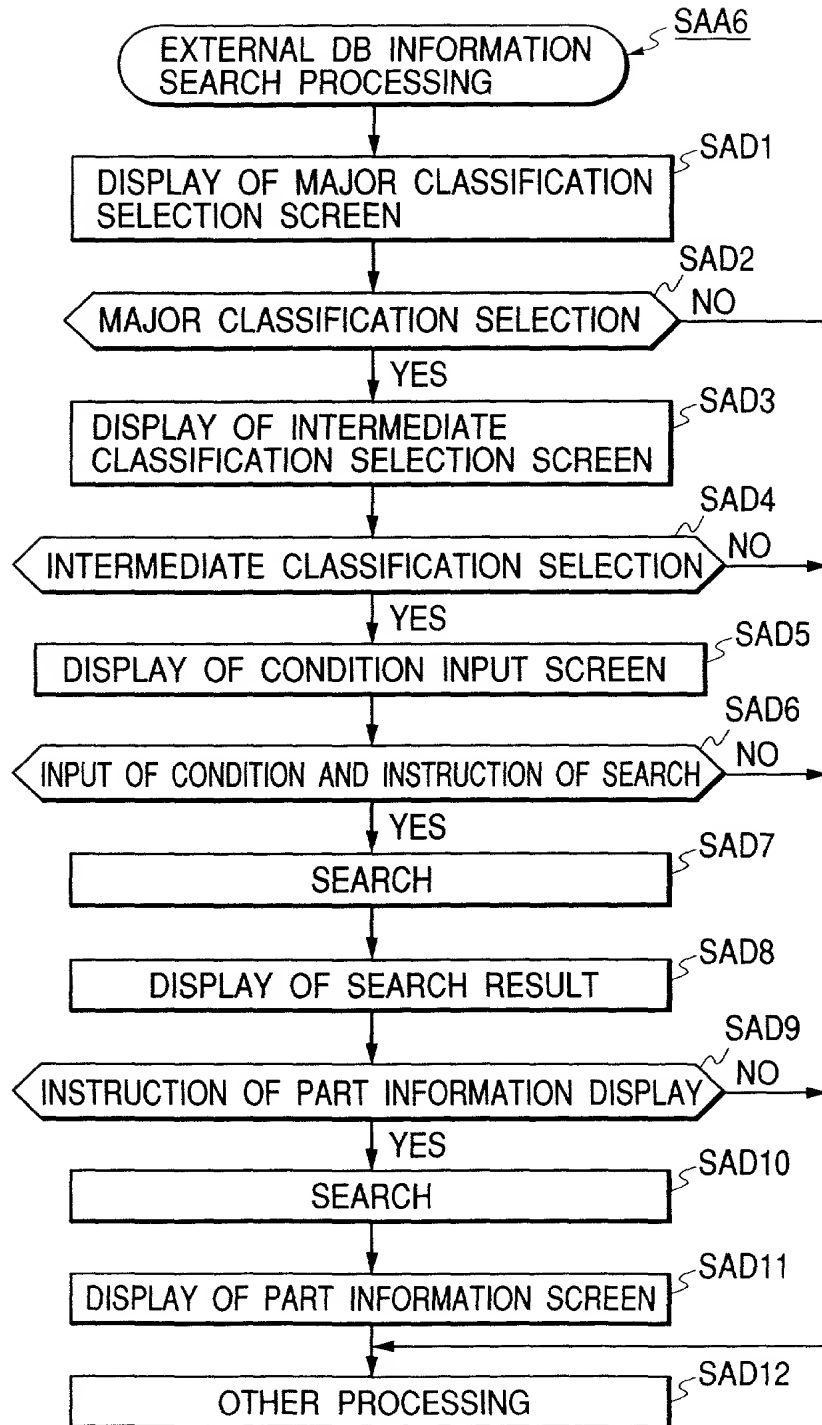 SAA6
EXTERNAL DB INFORMATION
SEARCH PROCESSING
SAD1
DISPLAY OF MAJOR CLASSIFICATION
SELECTION SCREEN
SAD2
MAJOR CLASSIFICATION SELECTION
NO
YES
SAD3
DISPLAY OF INTERMEDIATE
CLASSIFICATION SELECTION SCREEN
SAD4
INTERMEDIATE CLASSIFICATION SELECTION
NO
YES
SAD5
DISPLAY OF CONDITION INPUT SCREEN
SAD6
INPUT OF CONDITION AND INSTRUCTION OF SEARCH
NO
YES
SAD7
SEARCH
SAD8
DISPLAY OF SEARCH RESULT
SAD9
INSTRUCTION OF PART INFORMATION DISPLAY
NO
YES
SAD10
SEARCH
SAD11
DISPLAY OF PART INFORMATION SCREEN
SAD12
OTHER PROCESSING